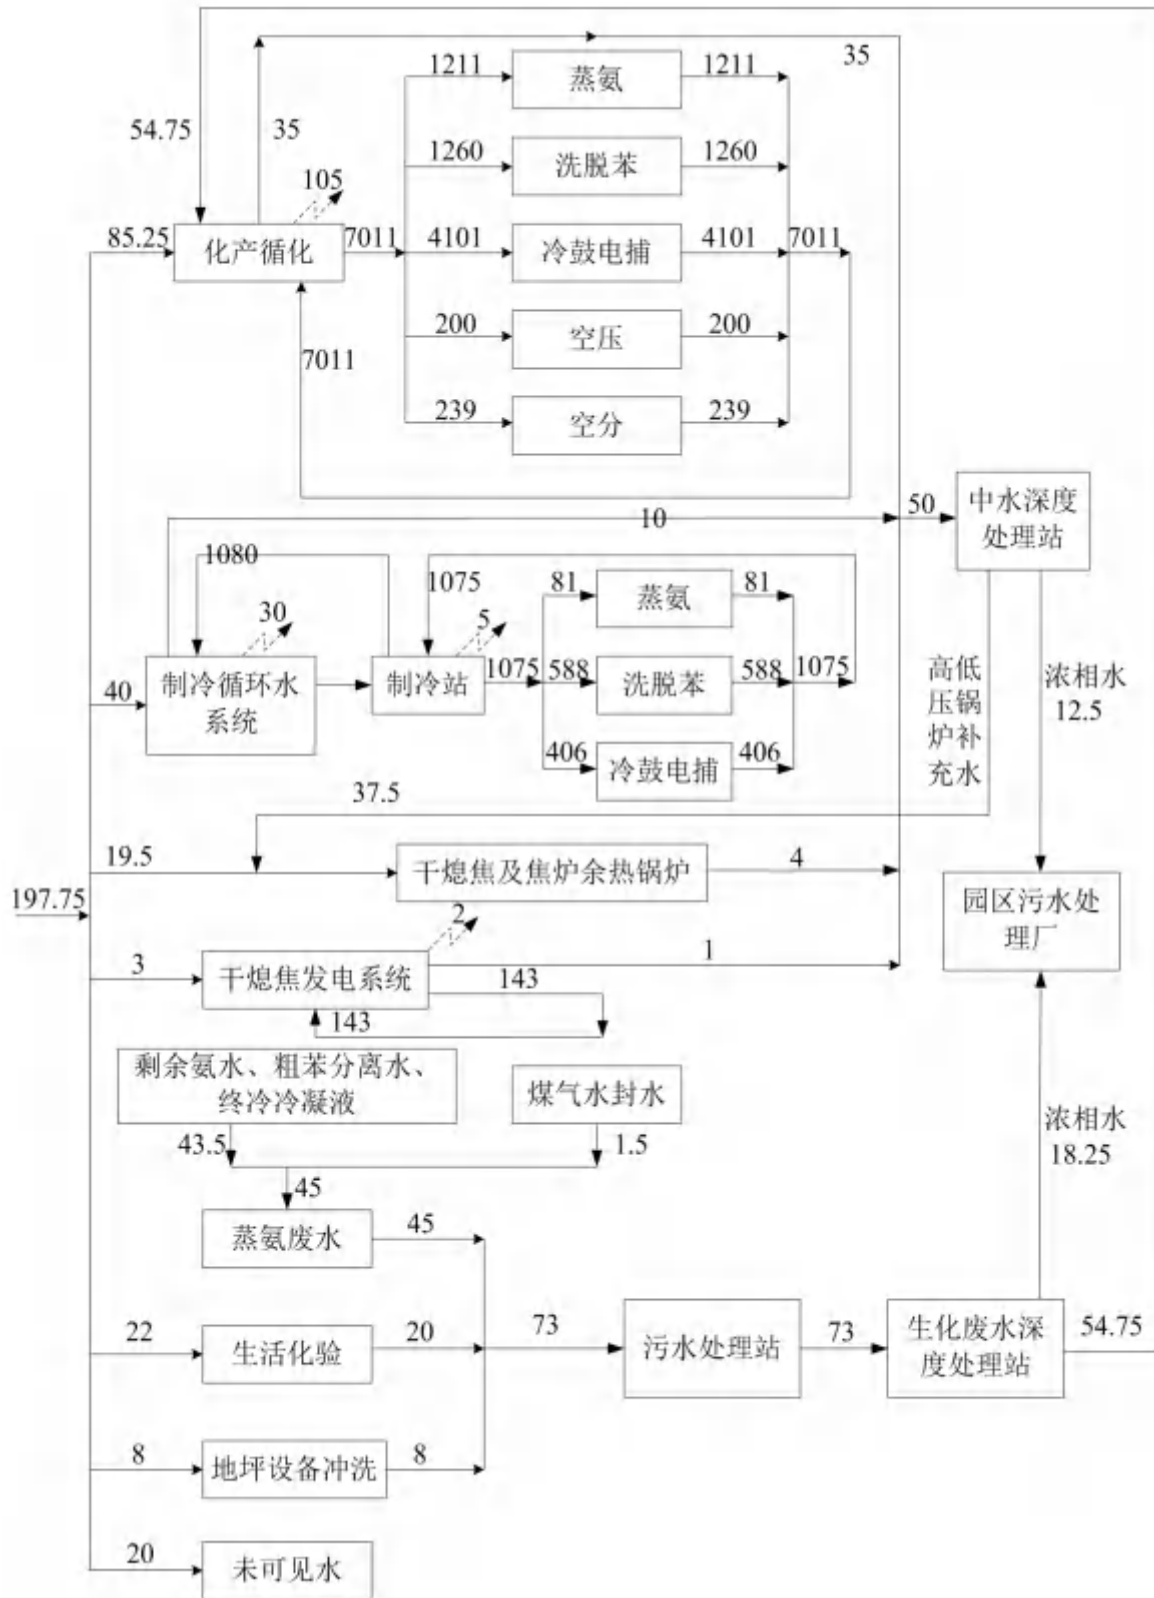 35
1211
蒸氨
1211
54.75
35
1260
洗脱苯
1260
105
85.25
化产循化
7011
4101
冷鼓电捕
4101
7011
200
空压
200
7011
239
空分
239
10
50
中水深度
处理站
1080
1075
81
蒸氨
81
30
5
40
制冷循环水
系统
制冷站
1075
588
洗脱苯
588
1075
406
冷鼓电捕
406
高低
压锅
炉补
充水
浓相水
12.5
37.5
19.5
干熄焦及焦炉余热锅炉
4
197.75
园区污水处
理厂
2
3
干熄焦发电系统
1
143
143
剩余氨水、粗苯分离水、
终冷冷凝液
煤气水封水
43.5
1.5
45
浓相水
18.25
蒸氨废水
45
22
生活化验
20
73
污水处理站
73
生化废水深
度处理站
54.75
8
地坪设备冲洗
8
20
未可见水